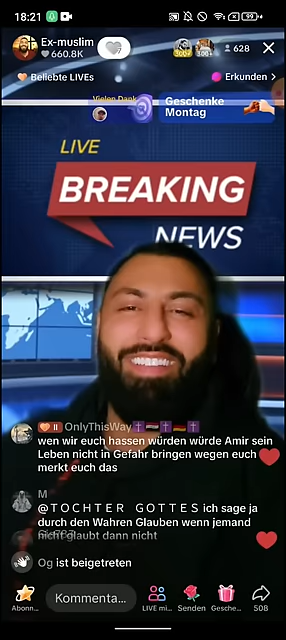 18:21
99+
Ex-muslim
660.8K
300+ 100+ 628
Beliebte LIVEs
Erkunden >
Vielen Dank
Geschenke
Montag
LIVE
BREAKING
NEWS
OnlyThisWay
wen wir euch hassen würden würde Amir sein
Leben nicht in Gefahr bringen wegen euch
merkt euch das
M
@T O C H T E R G O T T E S ich sage ja
durch den Wahren Glauben wenn jemand
nicht glaubt dann nicht
Og ist beigetreten
Abonn...
Kommenta...
LIVE mi...
Senden
Gesche...
508